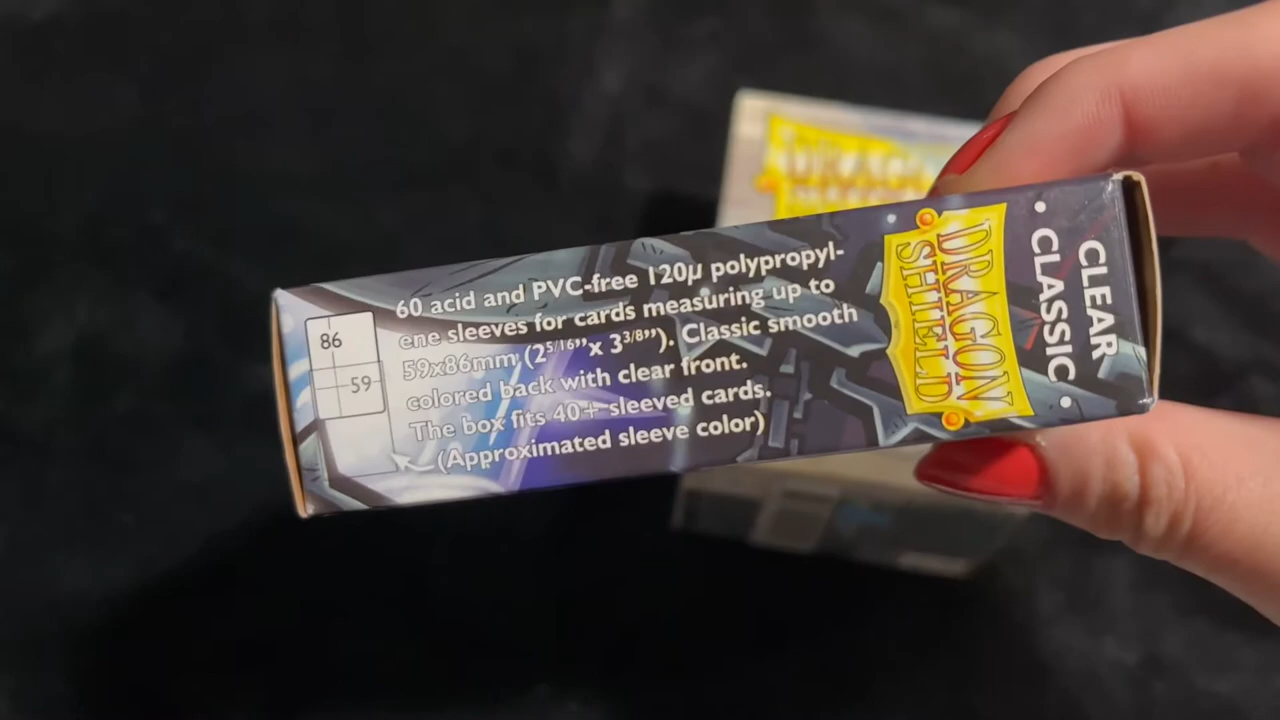 86
59
60 acid and PVC-free 120µ polypropyl-
ene sleeves for cards measuring up to
59x86mm (2⁵/¹⁶”x 3³/⁸”). Classic smooth
colored back with clear front.
The box fits 40+ sleeved cards.
(Approximated sleeve color)
DRAGON
SHIELD
CLEAR
• CLASSIC •